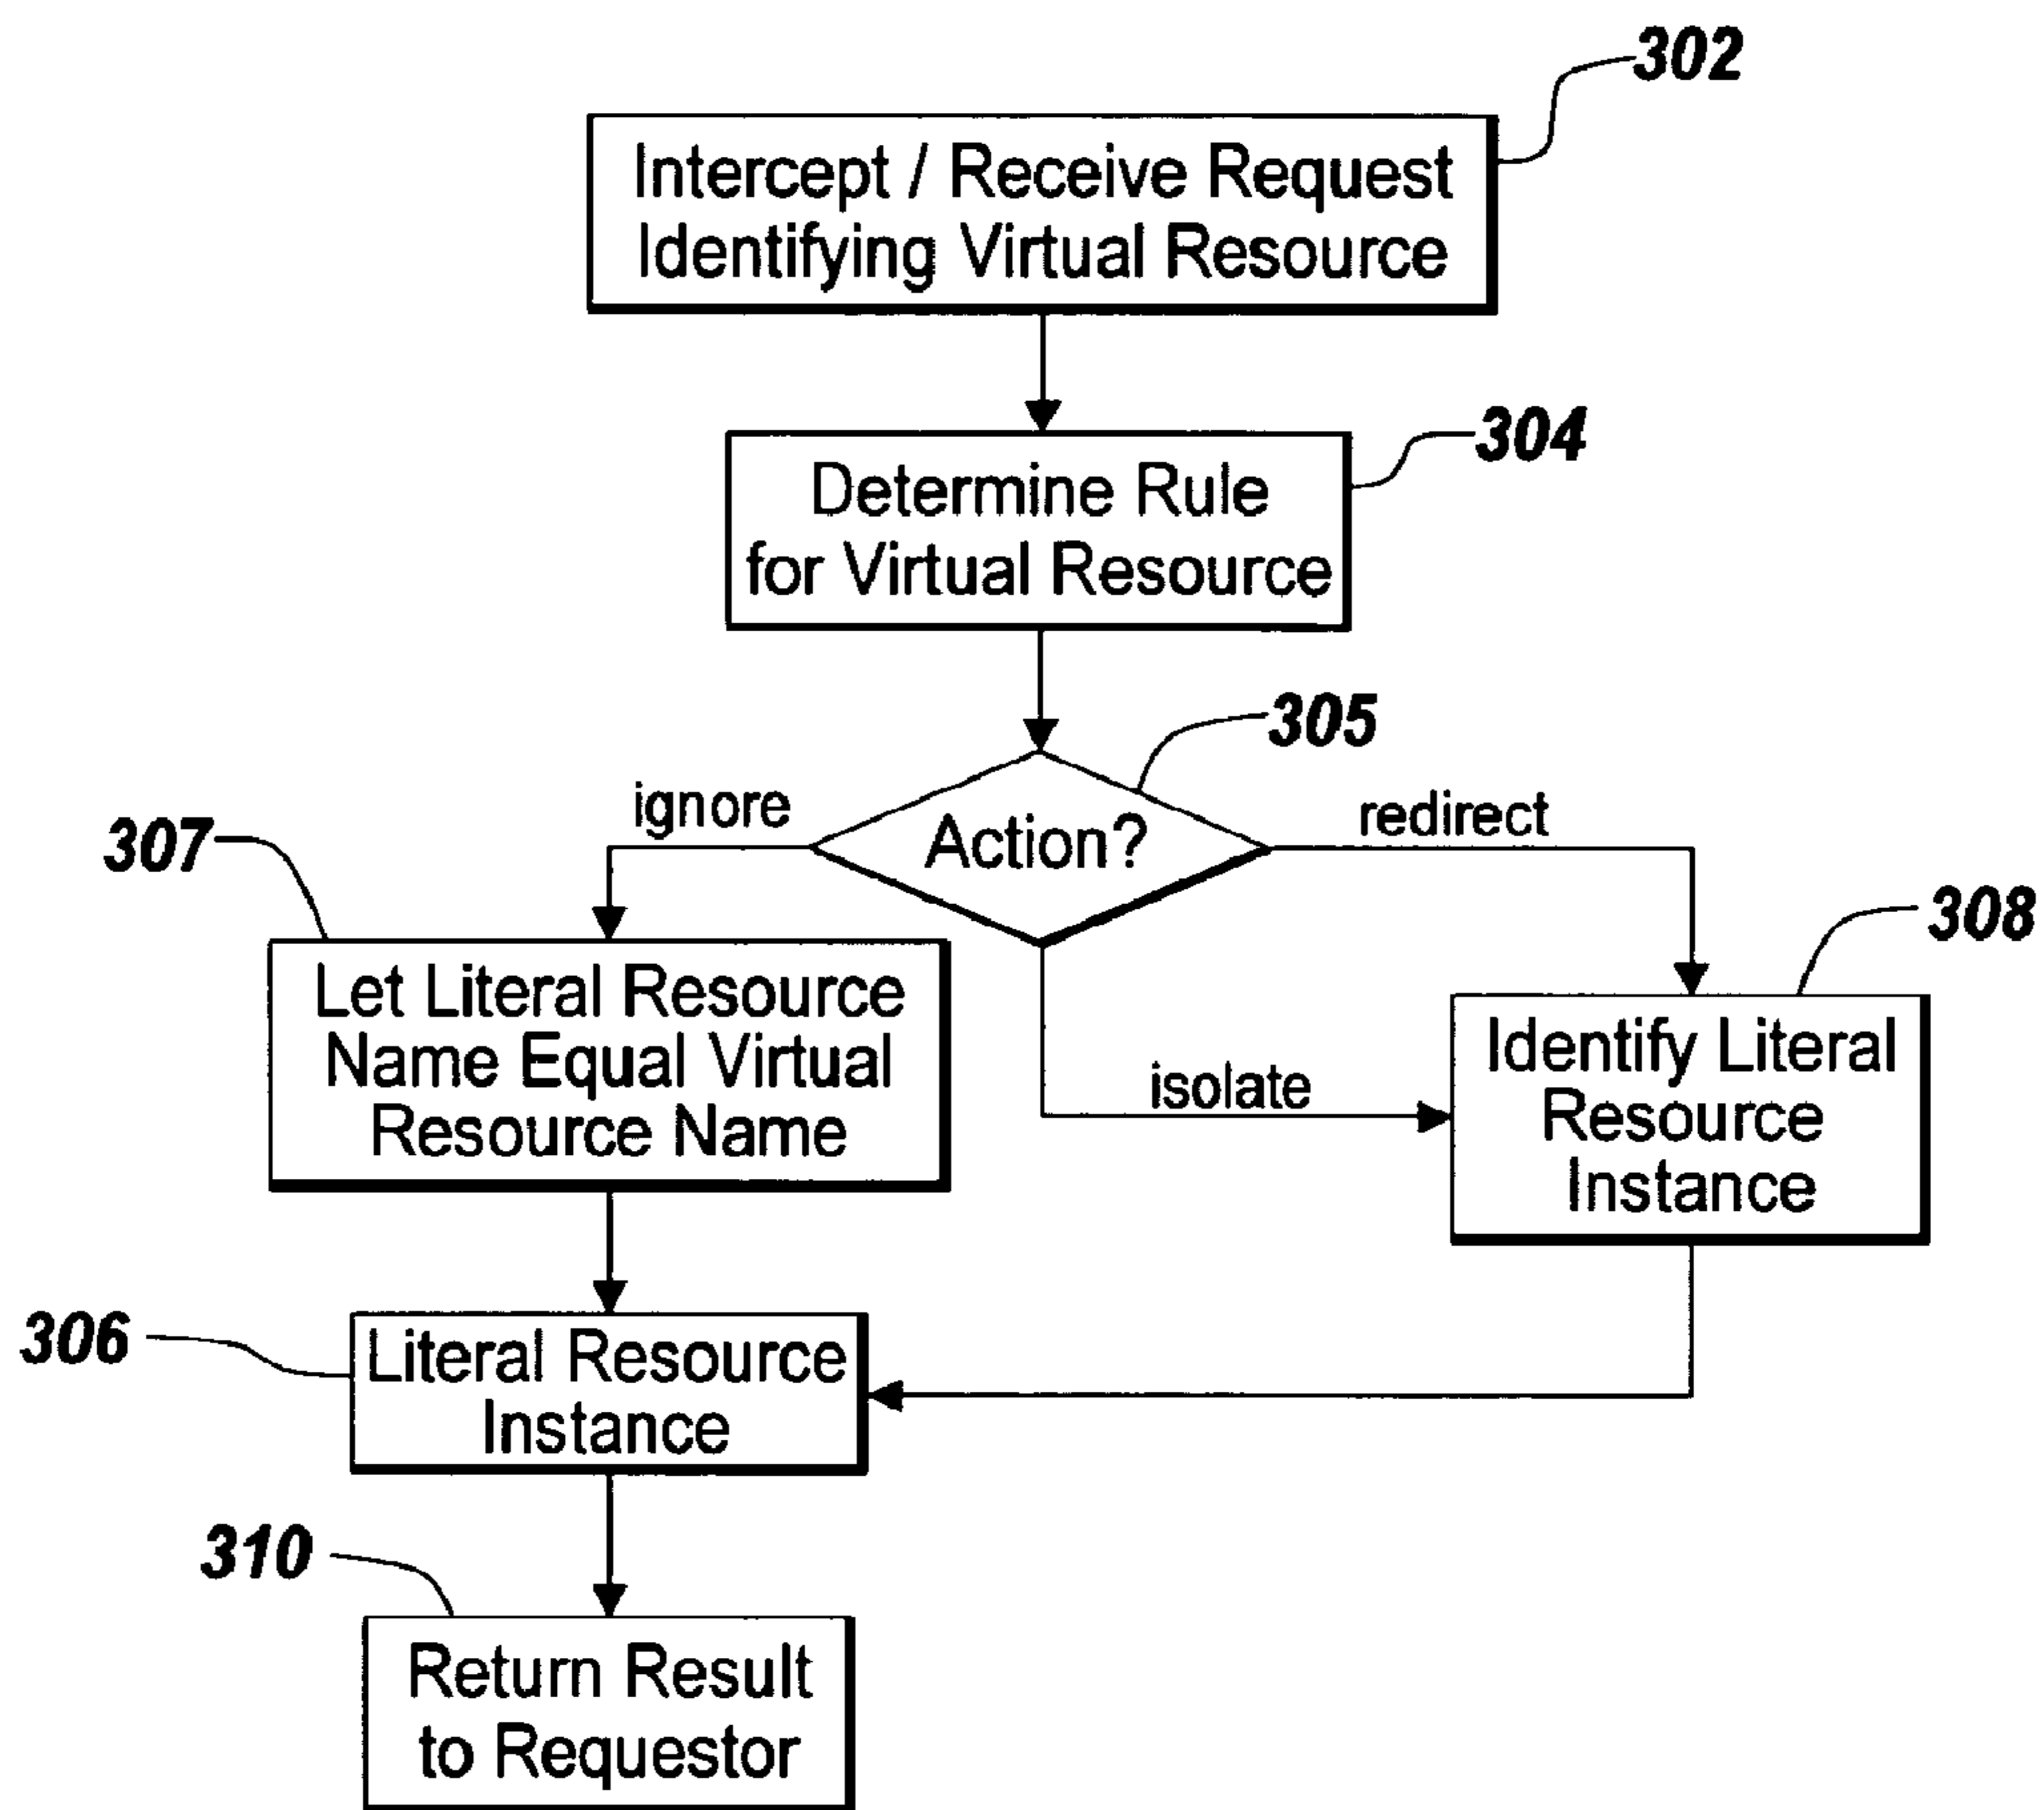 302
Intercept / Receive Request
Identifying Virtual Resource
304
Determine Rule
for Virtual Resource
305
ignore
Action?
redirect
307
308
Let Literal Resource
Name Equal Virtual
Resource Name
Identify Literal
Resource
Instance
isolate
306
Literal Resource
Instance
310
Return Result
to Requestor